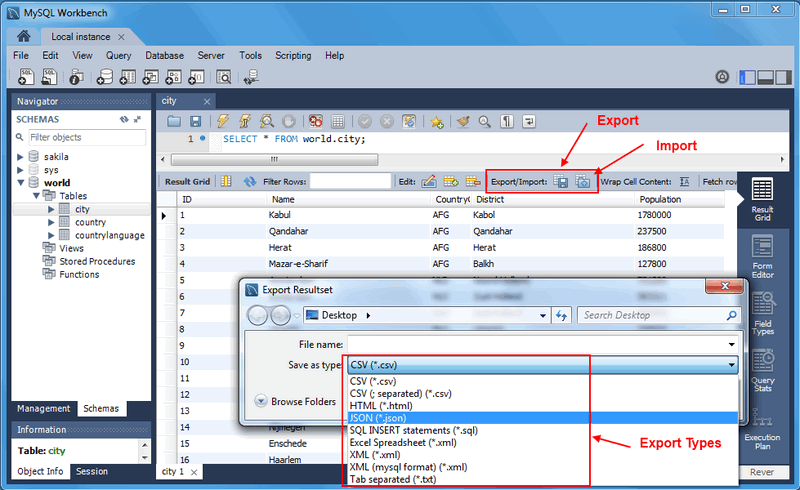 MySQL Workbench
Local instance
File Edit View Query Database Server Tools Scripting Help
Navigator
SCHEMAS
Filter objects
sakila
sys
world
Tables
city
country
countrylanguage
Views
Stored Procedures
Functions
Management Schemas
Information
Table: city
Object Info Session
city
1 SELECT * FROM world.city;
Export
Import
Result Grid Filter Rows: Edit: Export/Import: Wrap Cell Content: Fetch row
ID Name Country District Population
1 Kabul AFG Kabol 1780000
2 Qandahar AFG Qandahar 237500
3 Herat AFG Herat 186800
4 Mazar-e-Sharif AFG Balkh 127800
5
6
7
8
9
10
11
12
13
14
15 Enschede
16 Haarlem
city 1
Result Grid
Form Editor
Field Types
Query Stats
Execution Plan
Rever
Export Resultset
Desktop
Search Desktop
File name:
Save as type: CSV (*.csv)
Browse Folders
CSV (*.csv)
CSV (; separated) (*.csv)
HTML (*.html)
JSON (*.json)
SQL INSERT statements (*.sql)
Excel Spreadsheet (*.xml)
XML (*.xml)
XML (mysql format) (*.xml)
Tab separated (*.txt)
Export Types